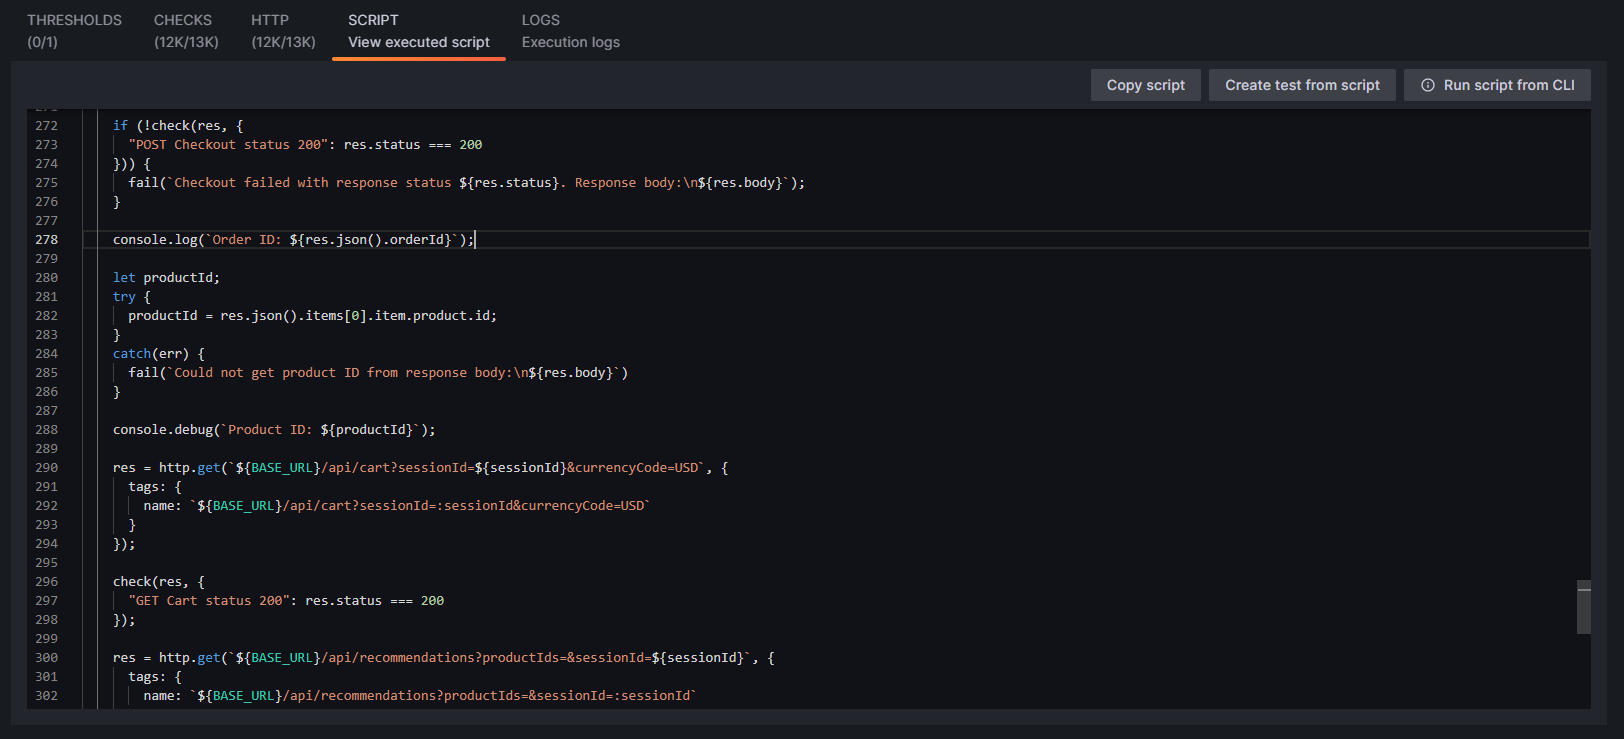 THRESHOLDS
(0/1)
CHECKS
(12K/13K)
HTTP
(12K/13K)
SCRIPT
View executed script
LOGS
Execution logs
Copy script
Create test from script
Run script from CLI
272 if (!check(res, {
273 "POST Checkout status 200": res.status === 200
274 })) {
275 fail(`Checkout failed with response status ${res.status}. Response body:\n${res.body}`);
276 }
277
278 console.log(`Order ID: ${res.json().orderId}`);
279
280 let productId;
281 try {
282 productId = res.json().items[0].item.product.id;
283 }
284 catch(err) {
285 fail(`Could not get product ID from response body:\n${res.body}`)
286 }
287
288 console.debug(`Product ID: ${productId}`);
289
290 res = http.get(`${BASE_URL}/api/cart?sessionId=${sessionId}&currencyCode=USD`, {
291 tags: {
292 name: `${BASE_URL}/api/cart?sessionId=:sessionId&currencyCode=USD`
293 }
294 });
295
296 check(res, {
297 "GET Cart status 200": res.status === 200
298 });
299
300 res = http.get(`${BASE_URL}/api/recommendations?productIds=&sessionId=${sessionId}`, {
301 tags: {
302 name: `${BASE_URL}/api/recommendations?productIds=&sessionId=:sessionId`